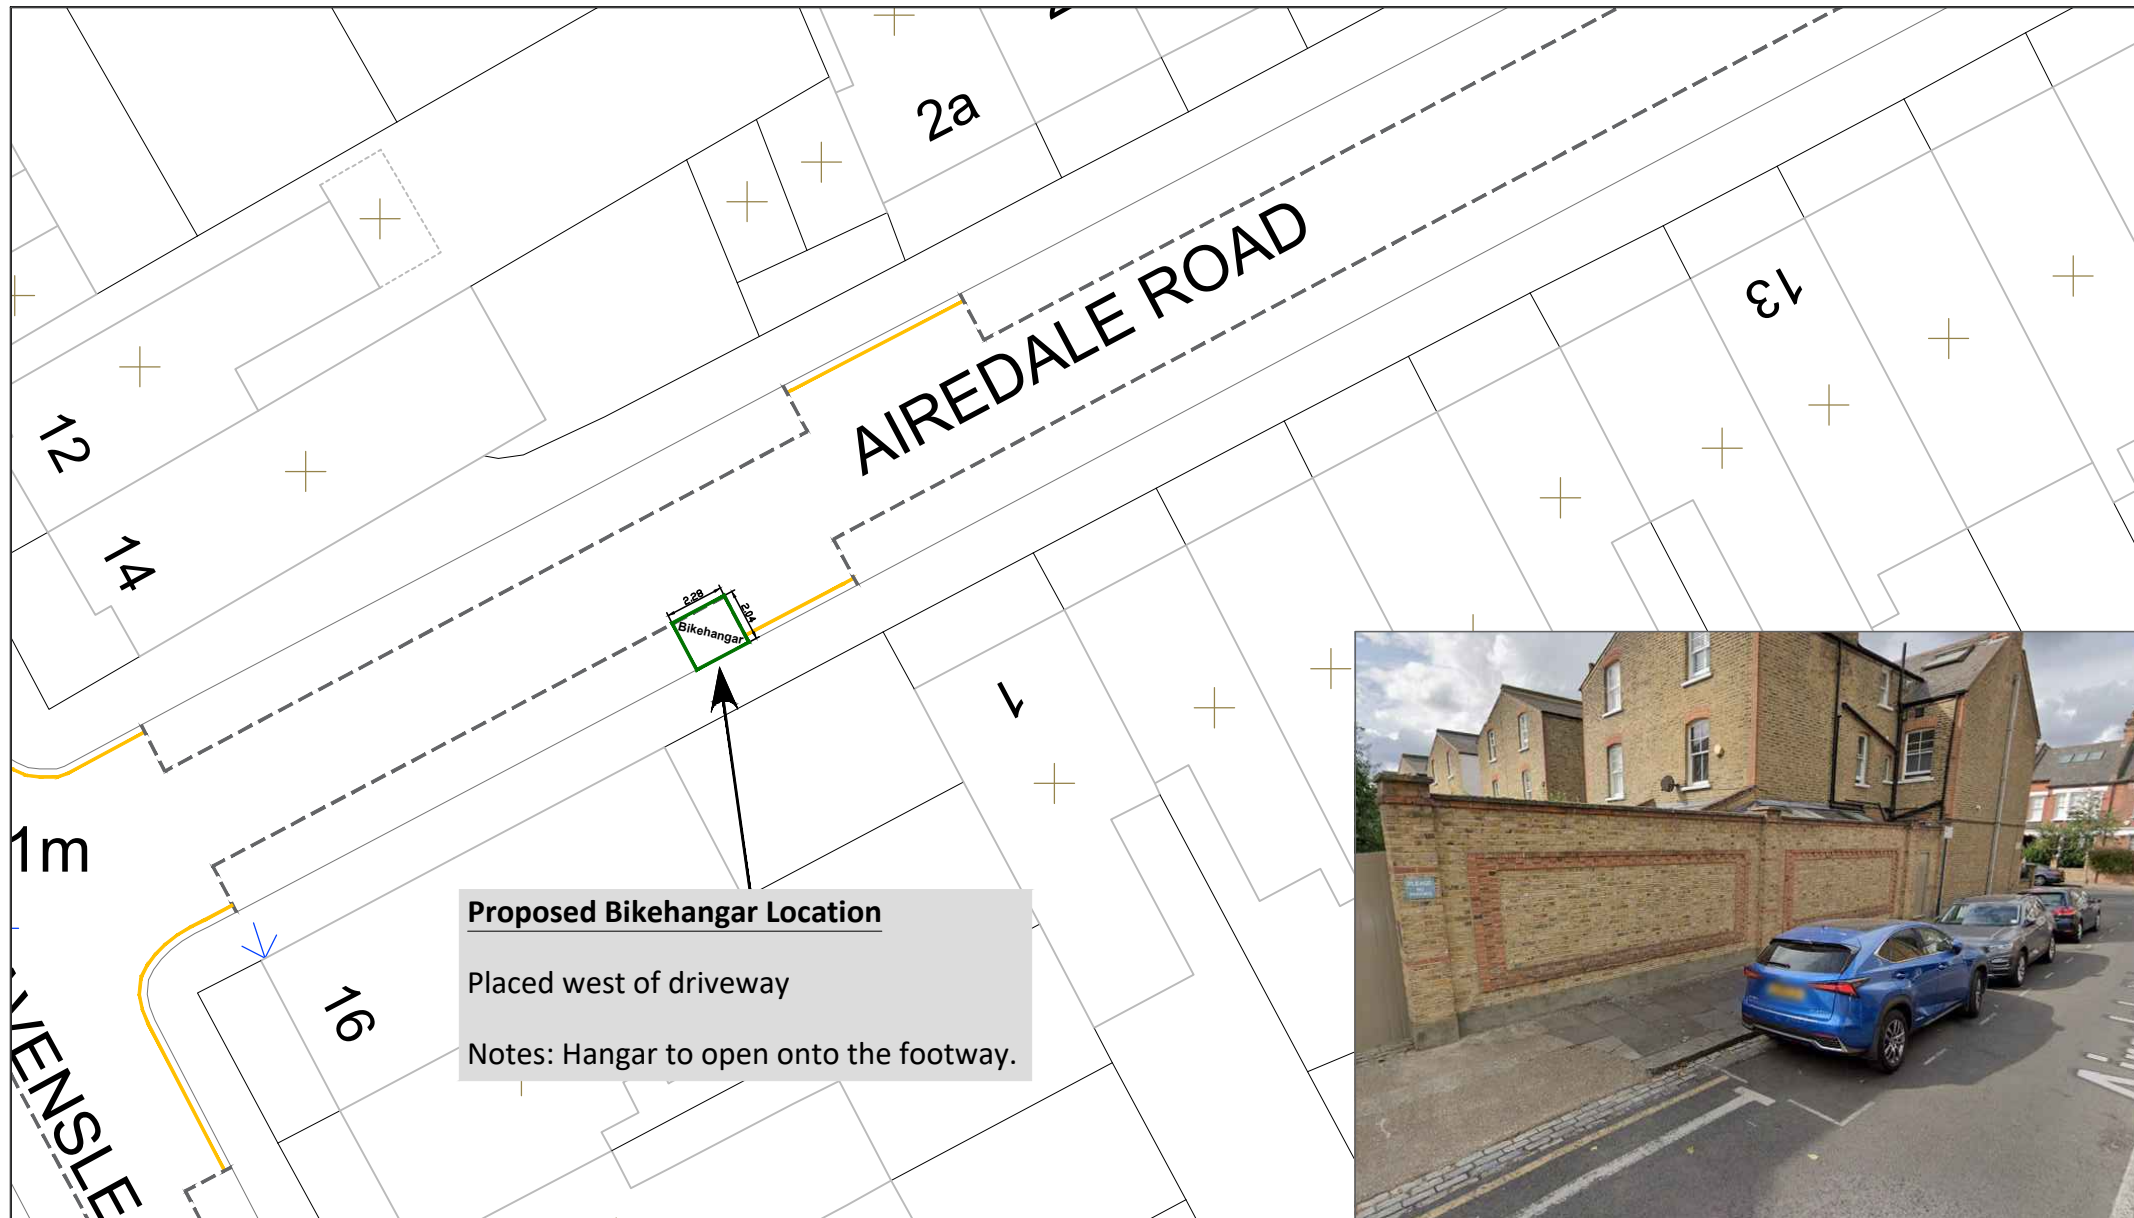 2a
AIREDALE ROAD
13
12
14
2.28
2.04
Bikehangar
1
1m
16
VENSLE
Proposed Bikehangar Location
Placed west of driveway
Notes: Hangar to open onto the footway.